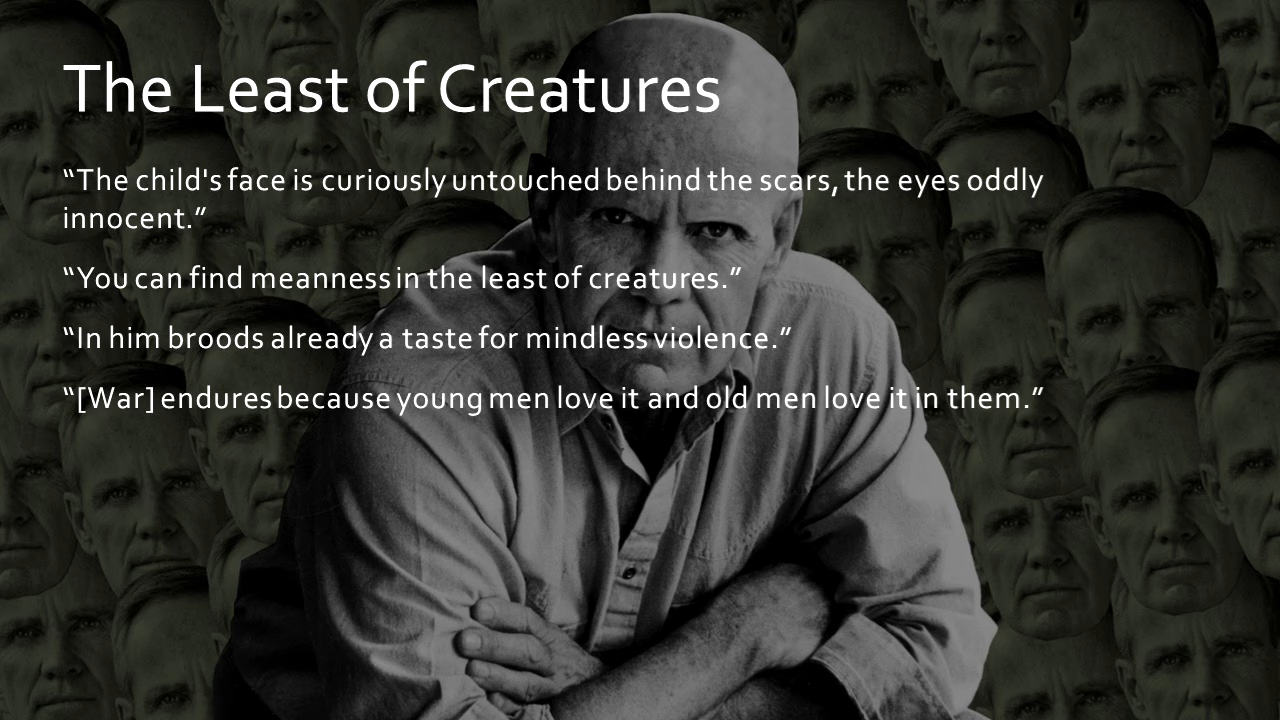 The Least of Creatures
“The child's face is curiously untouched behind the scars, the eyes oddly
innocent.”
“You can find meanness in the least of creatures.”
“In him broods already a taste for mindless violence.”
“[War] endures because young men love it and old men love it in them.”